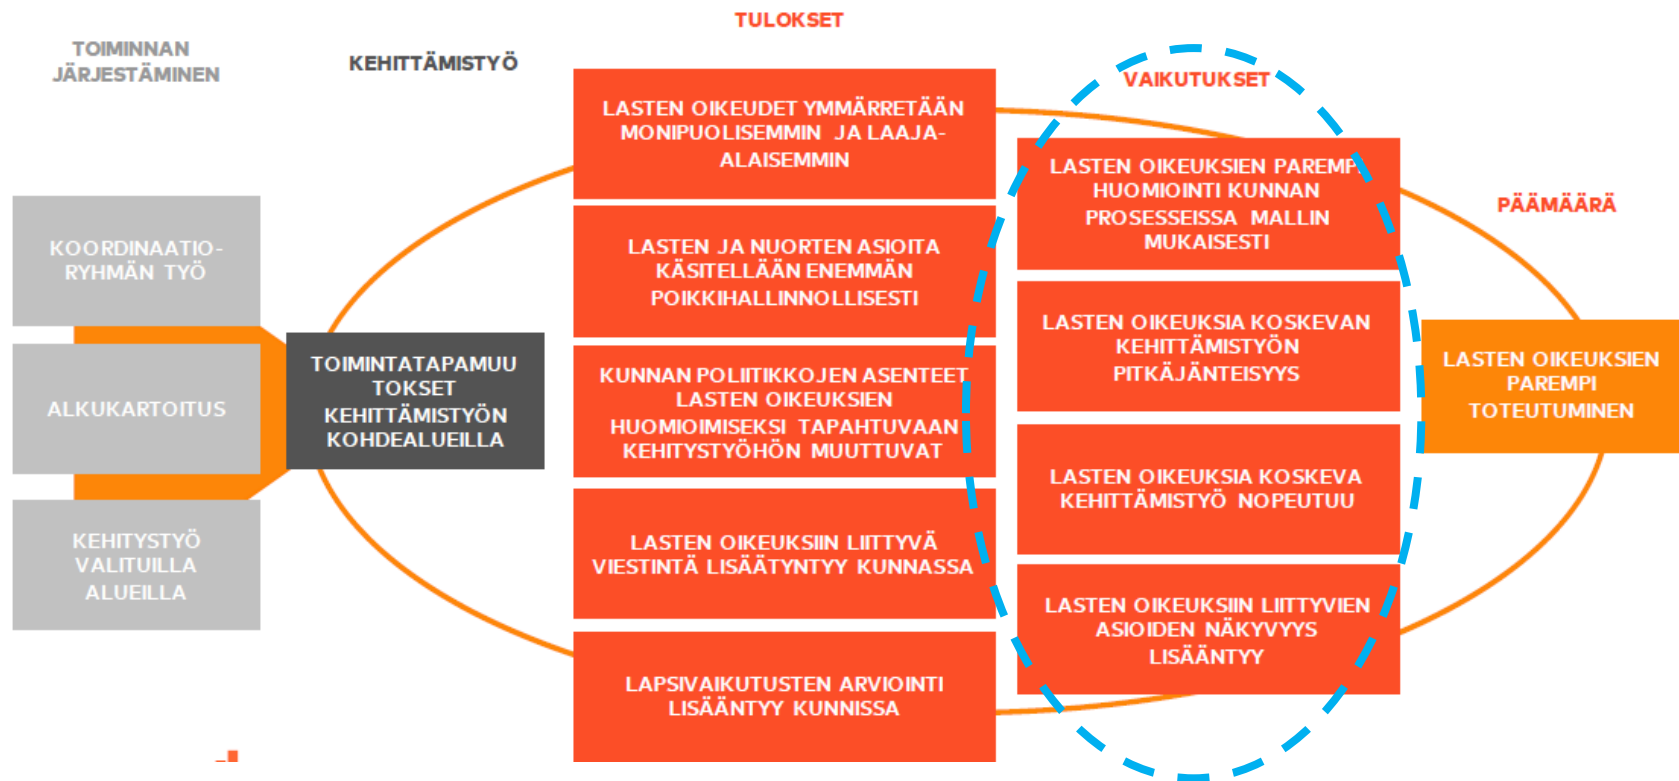 TOIMINNAN
JÄRJESTÄMINEN
KOORDINAATIO-
RYHMÄN TYÖ
ALKUKARTOITUS
KEHITYSTYÖ
VALITUILLA
ALUEILLA
KEHITTÄMISTYÖ
TOIMINTATAPAMUU
TOKSET
KEHITTÄMISTYÖN
KOHDEALUEILLA
TULOKSET
LASTEN OIKEUDET YMMÄRRETÄÄN
MONIPUOLISEMMIN JA LAAJA-
ALAISEMMIN
LASTEN JA NUORTEN ASIOITA
KÄSITELLÄÄN ENEMMÄN
POIKKIHALLINNOLLISESTI
KUNNAN POLIITIKKOJEN ASENTEET
LASTEN OIKEUKSIEN
HUOMIOIMISEKSI TAPAHTUVAAN
KEHITYSTYÖHÖN MUUTTUVAT
LASTEN OIKEUKSIIN LIITTYVÄ
VIESTINTÄ LISÄÄTYNTYY KUNNASSA
LAPSIVAIKUTUSTEN ARVIOINTI
LISÄÄNTYY KUNNISSA
VAIKUTUKSET
LASTEN OIKEUKSIEN PAREMPI
HUOMIOINTI KUNNAN
PROSESSEISSA MALLIN
MUKAISESTI
LASTEN OIKEUKSIA KOSKEVAN
KEHITTÄMISTYÖN
PITKÄJÄNTEISYYS
LASTEN OIKEUKSIA KOSKEVA
KEHITTÄMISTYÖ NOPEUTUU
LASTEN OIKEUKSIIN LIITTYVIEN
ASIOIDEN NÄKYVYYS
LISÄÄNTYY
PÄÄMÄÄRÄ
LASTEN OIKEUKSIEN
PAREMPI
TOTEUTUMINEN